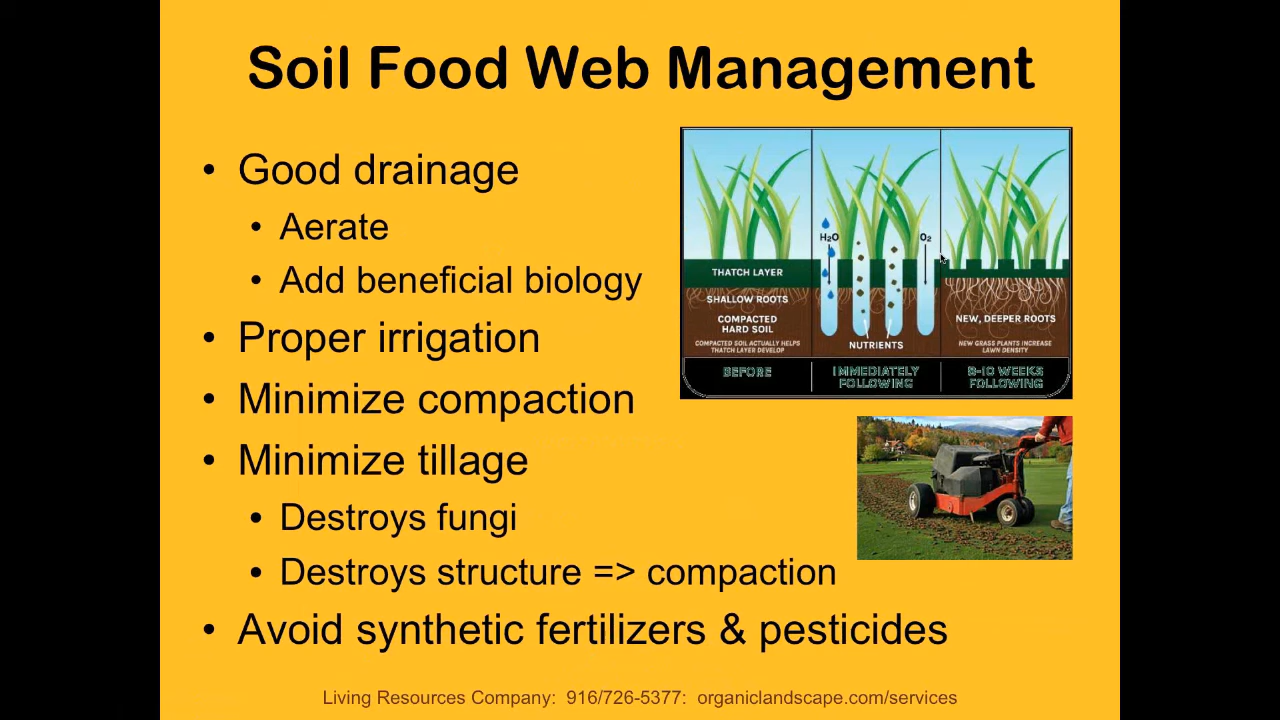 Soil Food Web Management
• Good drainage
• Aerate
• Add beneficial biology
• Proper irrigation
• Minimize compaction
• Minimize tillage
• Destroys fungi
• Destroys structure => compaction
• Avoid synthetic fertilizers & pesticides
H₂O
O₂
THATCH LAYER
SHALLOW ROOTS
COMPACTED
HARD SOIL
COMPACTED SOIL ACTUALLY HELPS
THATCH LAYER DEVELOP
BEFORE
NUTRIENTS
IMMEDIATELY
FOLLOWING
NEW, DEEPER ROOTS
NEW GRASS PLANTS INCREASE
LAWN DENSITY
8-10 WEEKS
FOLLOWING
Living Resources Company: 916/726-5377: organiclandscape.com/services